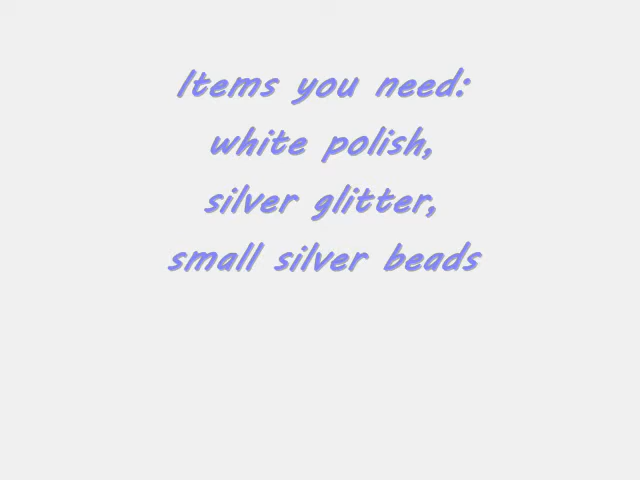 Items you need:
white polish,
silver glitter,
small silver beads